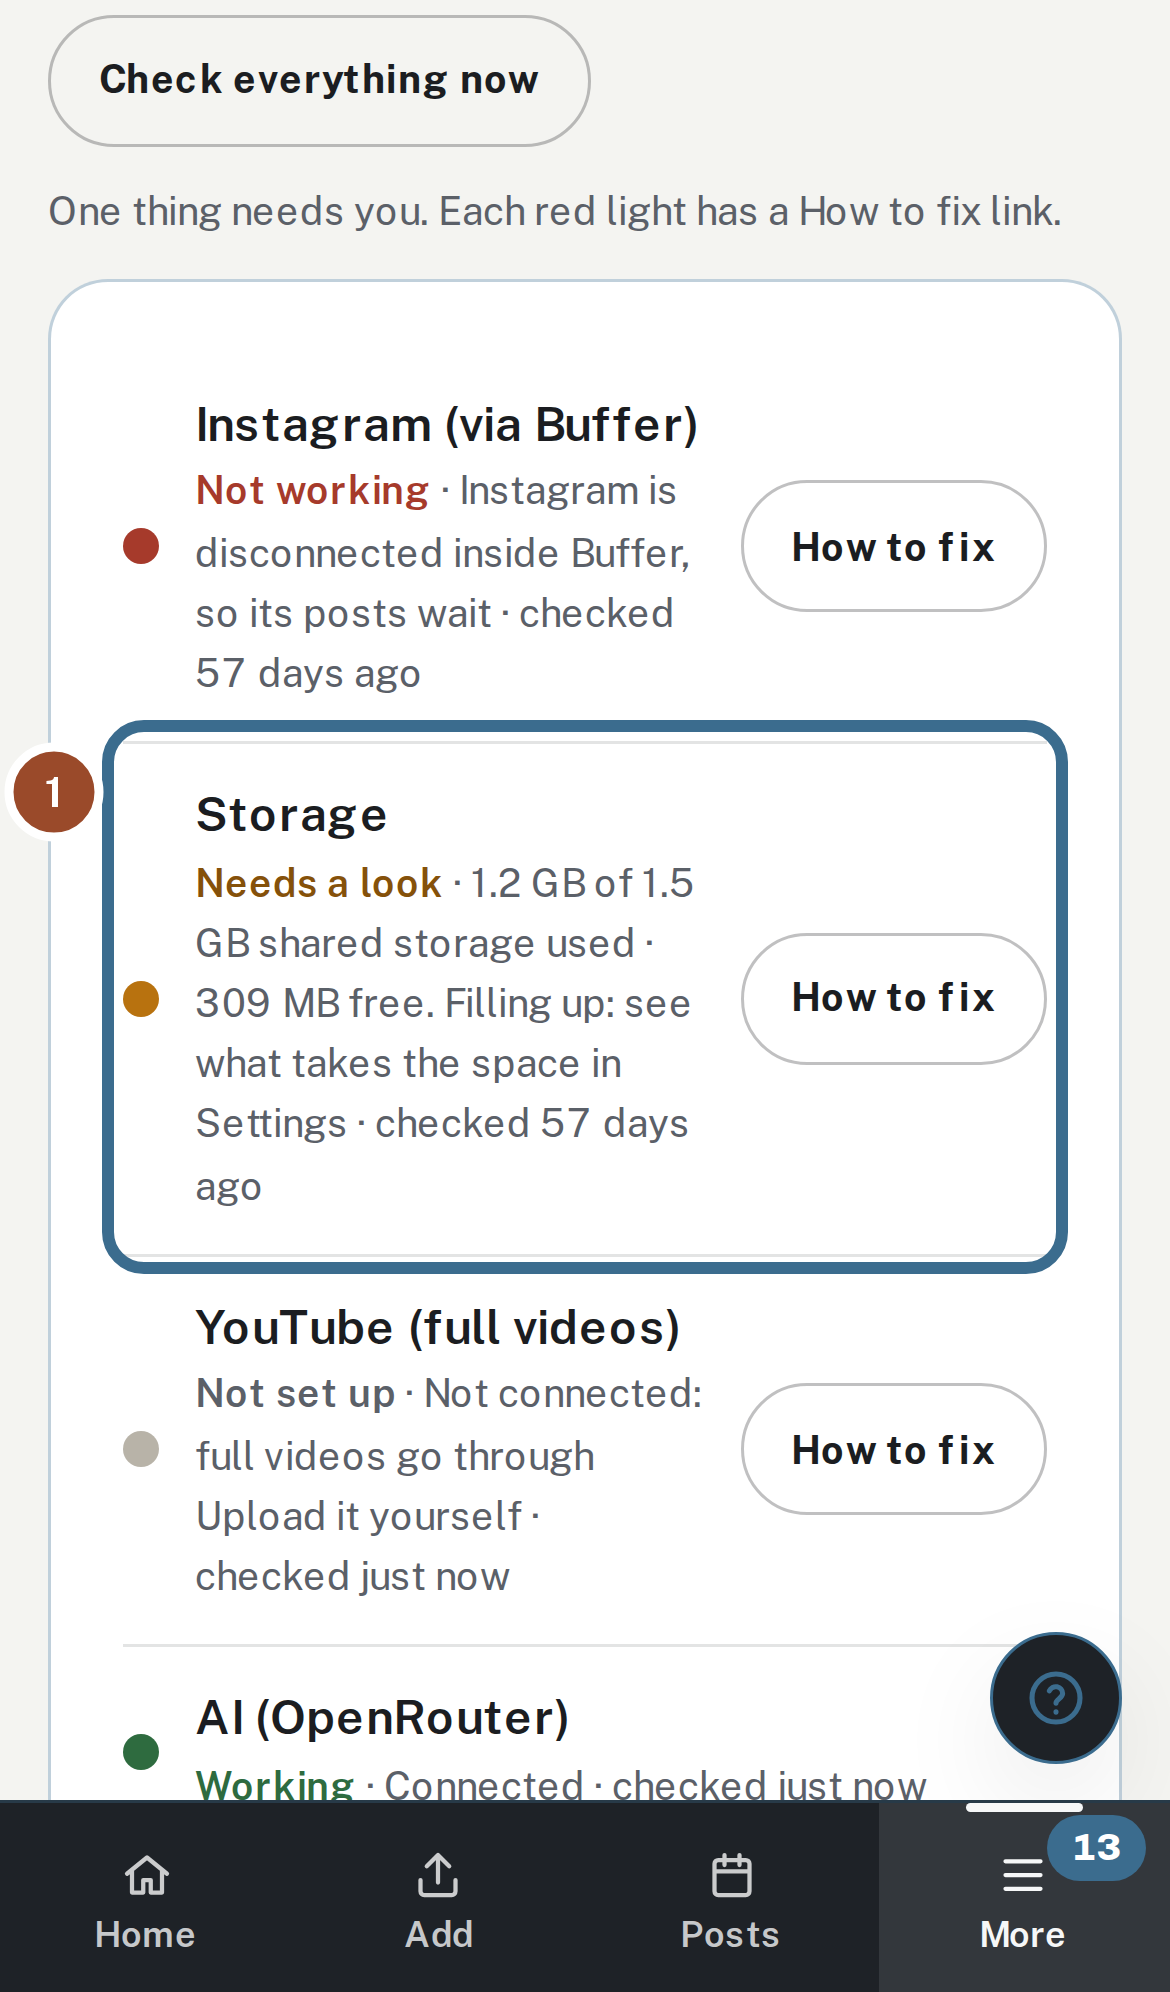 Check everything now
One thing needs you. Each red light has a How to fix link.
Instagram (via Buffer)
Not working · Instagram is
disconnected inside Buffer,
so its posts wait · checked
57 days ago
How to fix
1
Storage
Needs a look · 1.2 GB of 1.5
GB shared storage used ·
309 MB free. Filling up: see
what takes the space in
Settings · checked 57 days
ago
How to fix
YouTube (full videos)
Not set up · Not connected:
full videos go through
Upload it yourself ·
checked just now
How to fix
AI (OpenRouter)
Working · Connected · checked just now
13
Home
Add
Posts
More